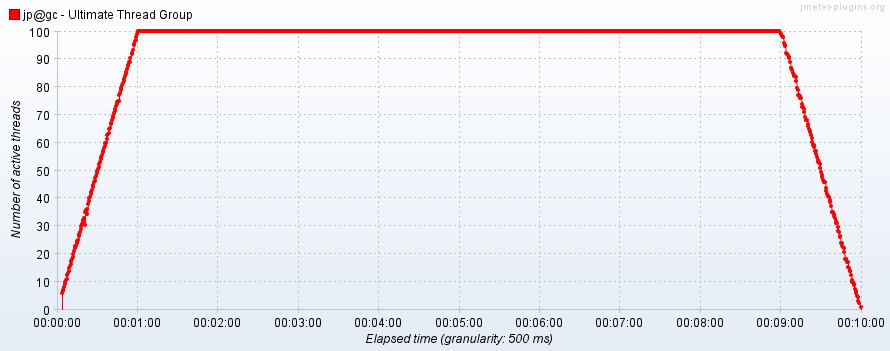 jmeter-plugins.org
jp@gc - Ultimate Thread Group
100
90
80
70
60
50
40
30
20
10
0
Number of active threads
00:00:00 00:01:00 00:02:00 00:03:00 00:04:00 00:05:00 00:06:00 00:07:00 00:08:00 00:09:00 00:10:00
Elapsed time (granularity: 500 ms)